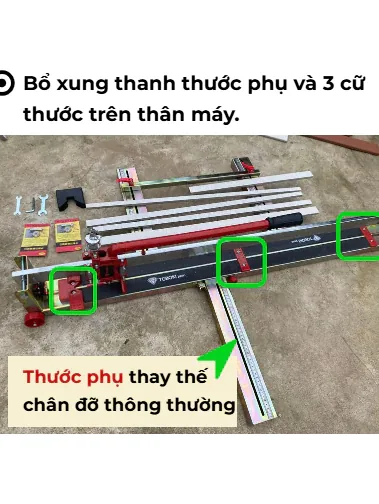 Bổ xung thanh thước phụ và 3 cữ
thước trên thân máy.
Thước phụ thay thế
chân đỡ thông thường